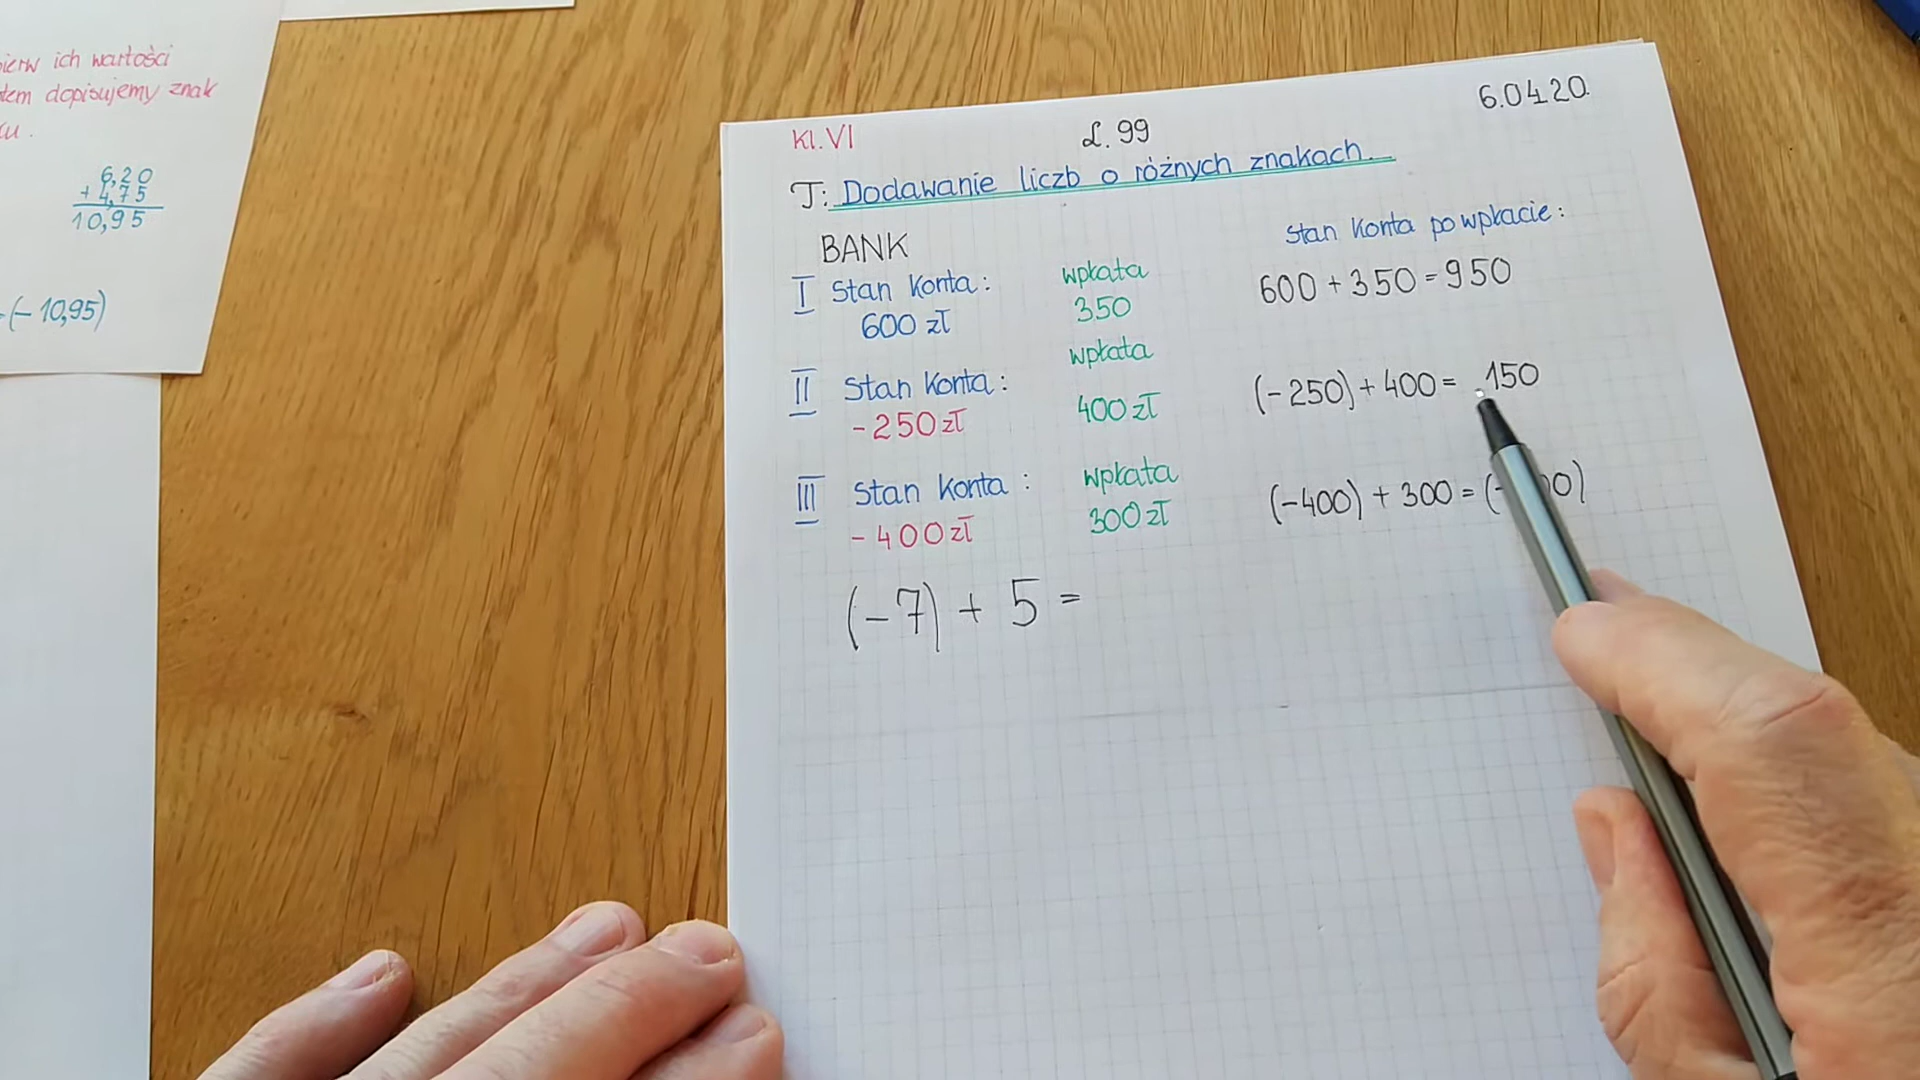 ich wartości
dopisujemy znak
6,20
+ 4,75
10,95
(- 10,95)
Kl. VI
L. 99
6.04.20.
T: Dodawanie liczb o różnych znakach.
BANK
Stan konta po wpłacie:
I Stan konta: wpłata
600 zł 350
600 + 350 = 950
wpłata
II Stan konta:
-250 zł 400 zł
(-250) + 400 = 150
III Stan konta: wpłata
-400 zł 300 zł
(-400) + 300 =
(-7) + 5 =